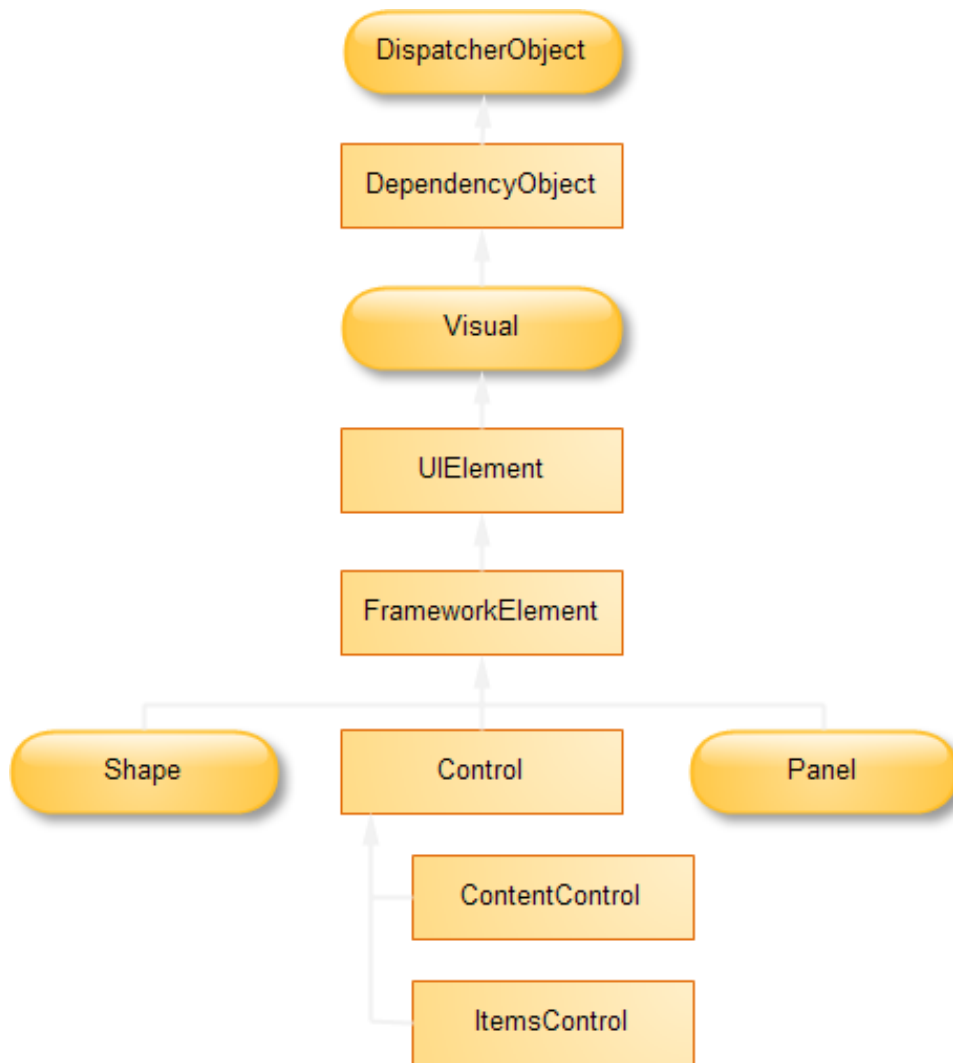 DispatcherObject
DependencyObject
Visual
UIElement
FrameworkElement
Shape
Control
Panel
ContentControl
ItemsControl